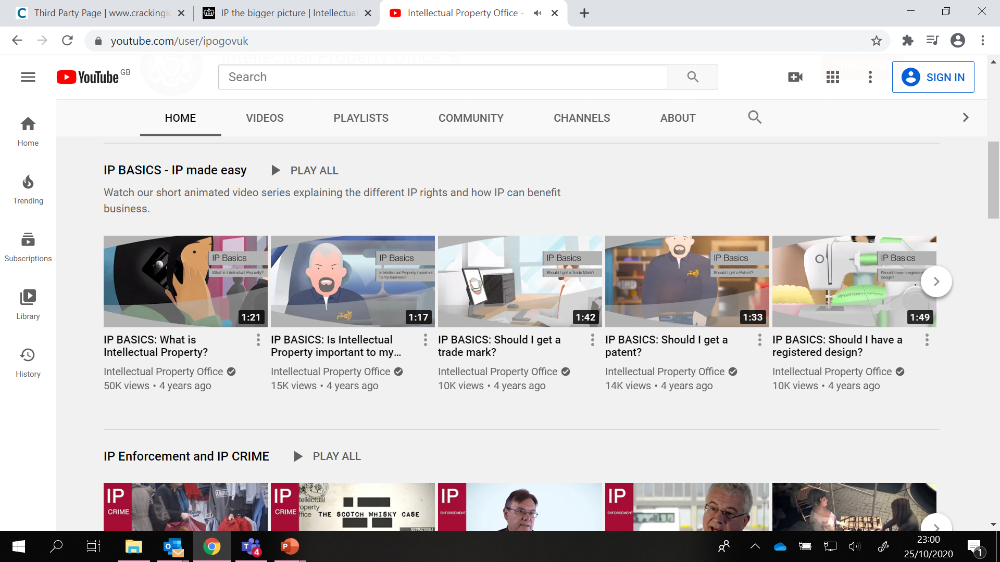 Third Party Page | www.crackingi
IP the bigger picture | Intellectua
Intellectual Property Office -
youtube.com/user/ipogovuk
Intellectual Property Office
YouTube GB
Search
SUBSCRIBE
SIGN IN
HOME
VIDEOS
PLAYLISTS
COMMUNITY
CHANNELS
ABOUT
Home
Trending
Subscriptions
Library
History
IP BASICS - IP made easy
PLAY ALL
Watch our short animated video series explaining the different IP rights and how IP can benefit
business.
IP Basics
What is Intellectual Property?
1:21
IP BASICS: What is
Intellectual Property?
Intellectual Property Office
50K views • 4 years ago
IP Basics
Is Intellectual Property important
to my business?
1:17
IP BASICS: Is Intellectual
Property important to my...
Intellectual Property Office
15K views • 4 years ago
IP Basics
Should I get a Trade Mark?
1:42
IP BASICS: Should I get a
trade mark?
Intellectual Property Office
10K views • 4 years ago
IP Basics
Should I get a Patent?
1:33
IP BASICS: Should I get a
patent?
Intellectual Property Office
14K views • 4 years ago
IP Basics
Should I have a registered
design?
REGISTERED DESIGN
1:49
IP BASICS: Should I have a
registered design?
Intellectual Property Office
10K views • 4 years ago
IP Enforcement and IP CRIME
PLAY ALL
IP
CRIME
IP
CRIME
tellectual
roperty
ffice
THE SCOTCH WHISKY CASE
IP
ENFORCEMENT
IP
ENFORCEMENT
4
23:00
25/10/2020
1